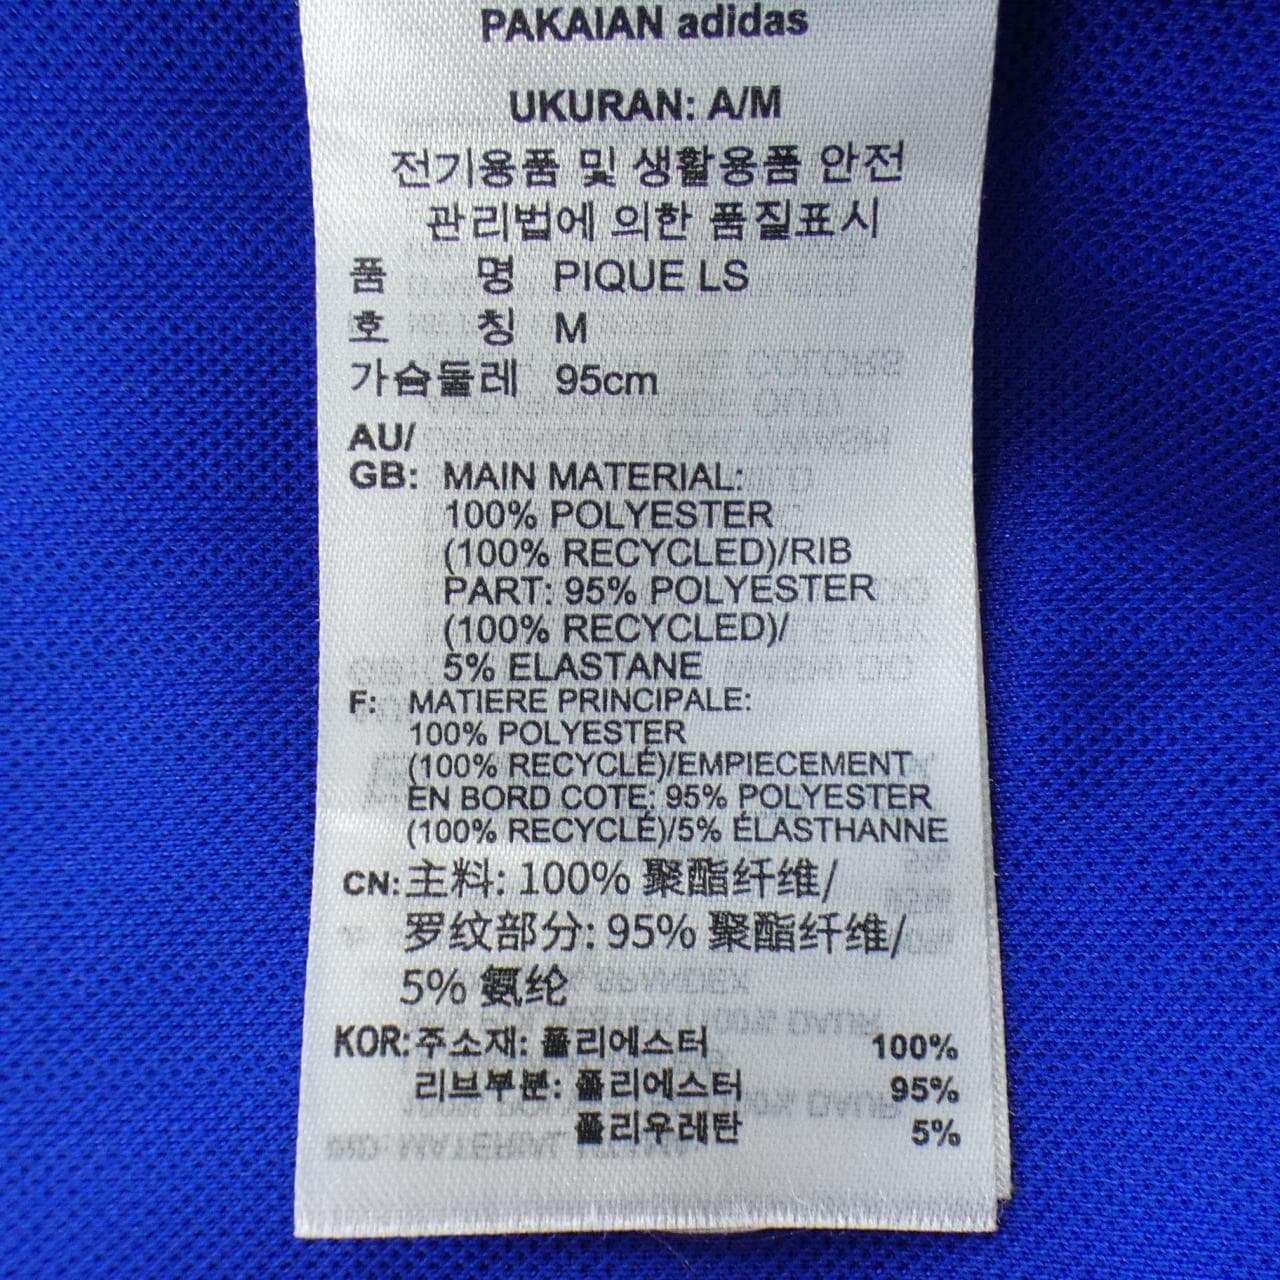 PAKAIAN adidas
UKURAN: A/M
전기용품 및 생활용품 안전
관리법에 의한 품질표시
품 명 PIQUE LS
호 칭 M
가슴둘레 95cm
AU/
GB: MAIN MATERIAL:
100% POLYESTER
(100% RECYCLED)/RIB
PART: 95% POLYESTER
(100% RECYCLED)/
5% ELASTANE
F: MATIERE PRINCIPALE:
100% POLYESTER
(100% RECYCLÉ)/EMPIECEMENT
EN BORD COTE: 95% POLYESTER
(100% RECYCLÉ)/5% ÉLASTHANNE
CN: 主料: 100% 聚酯纤维/
罗纹部分: 95% 聚酯纤维/
5% 氨纶
KOR: 주소재: 폴리에스터 100%
리브부분: 폴리에스터 95%
폴리우레탄 5%